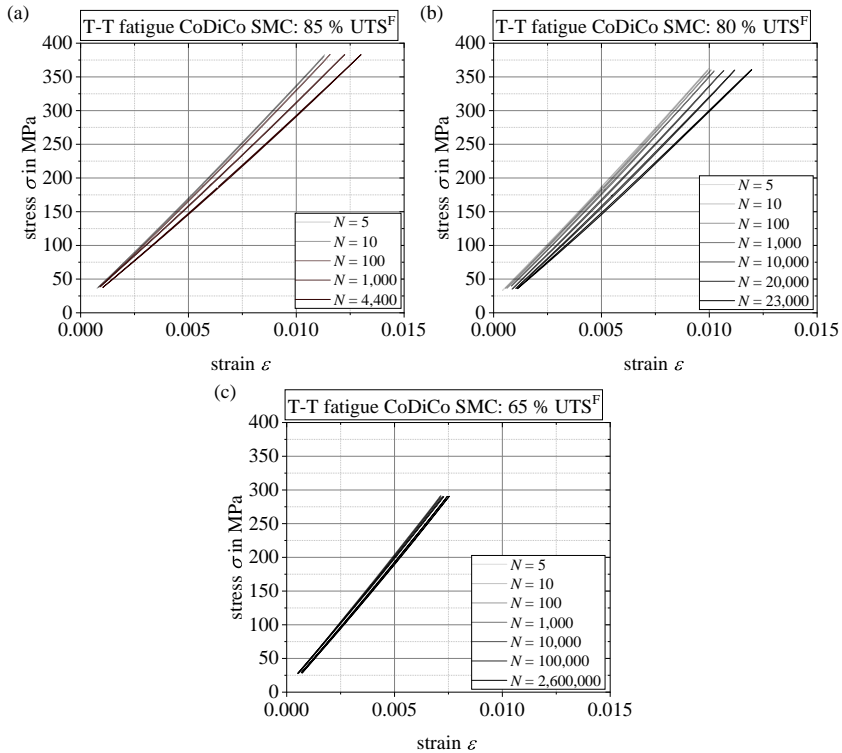 (a)
T-T fatigue CoDiCo SMC: 85 % UTSF
400
350
300
250
200
150
100
50
0
stress σ in MPa
0.000 0.005 0.010 0.015
strain ε
N = 5
N = 10
N = 100
N = 1,000
N = 4,400
(b)
T-T fatigue CoDiCo SMC: 80 % UTSF
400
350
300
250
200
150
100
50
0
stress σ in MPa
0.000 0.005 0.010 0.015
strain ε
N = 5
N = 10
N = 100
N = 1,000
N = 10,000
N = 20,000
N = 23,000
(c)
T-T fatigue CoDiCo SMC: 65 % UTSF
400
350
300
250
200
150
100
50
0
stress σ in MPa
0.000 0.005 0.010 0.015
strain ε
N = 5
N = 10
N = 100
N = 1,000
N = 10,000
N = 100,000
N = 2,600,000